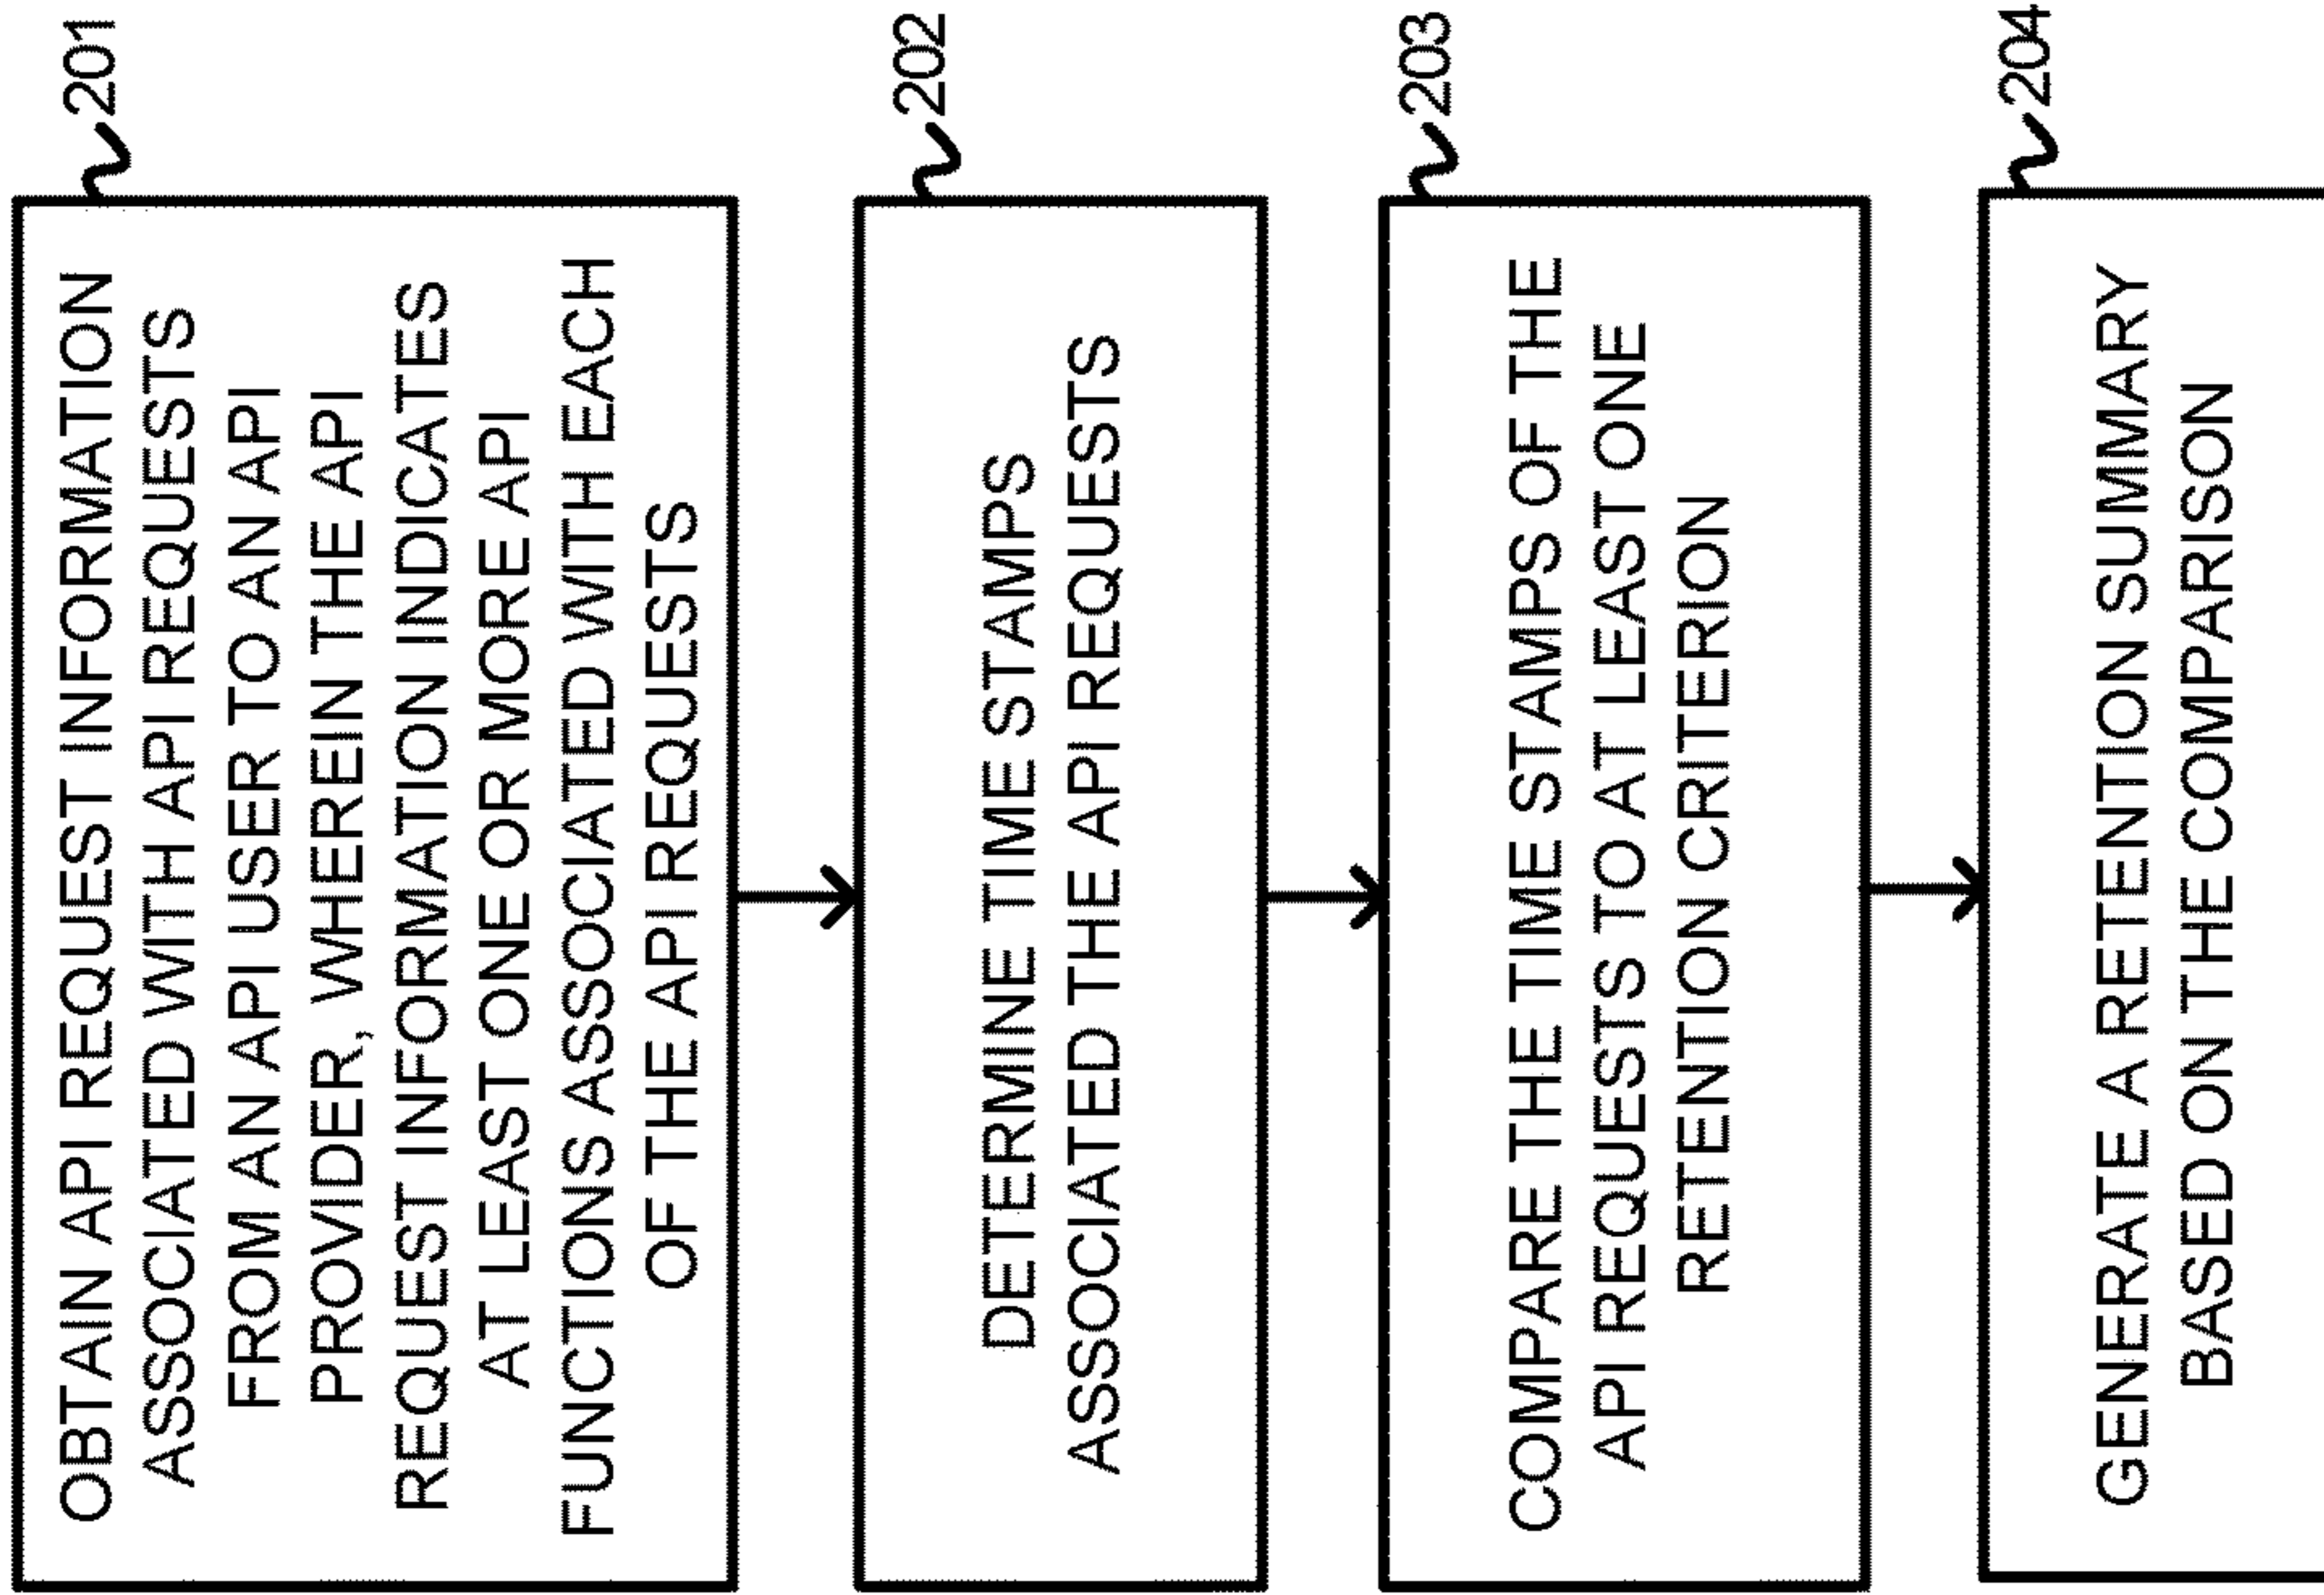 OBTAIN API REQUEST INFORMATION
ASSOCIATED WITH API REQUESTS
FROM AN API USER TO AN API
PROVIDER, WHEREIN THE API
REQUEST INFORMATION INDICATES
AT LEAST ONE OR MORE API
FUNCTIONS ASSOCIATED WITH EACH
OF THE API REQUESTS
201
DETERMINE TIME STAMPS
ASSOCIATED THE API REQUESTS
202
COMPARE THE TIME STAMPS OF THE
API REQUESTS TO AT LEAST ONE
RETENTION CRITERION
203
GENERATE A RETENTION SUMMARY
BASED ON THE COMPARISON
204